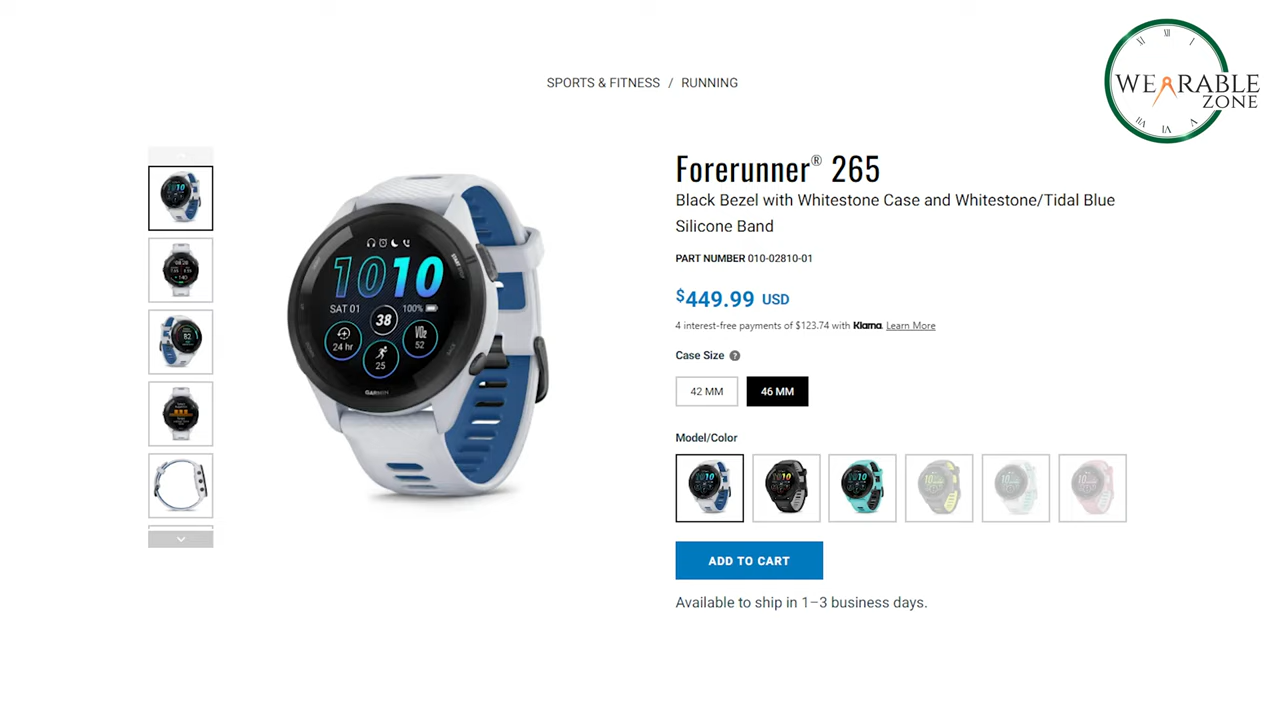 WEARABLE
ZONE
SPORTS & FITNESS / RUNNING
Forerunner® 265
Black Bezel with Whitestone Case and Whitestone/Tidal Blue
Silicone Band
PART NUMBER 010-02810-01
$449.99 USD
4 interest-free payments of $123.74 with Klarna. Learn More
Case Size ?
42 MM 46 MM
Model/Color
ADD TO CART
Available to ship in 1–3 business days.
10 10
SAT 01 100%
38
24 hr
VO2
52
25
GARMIN